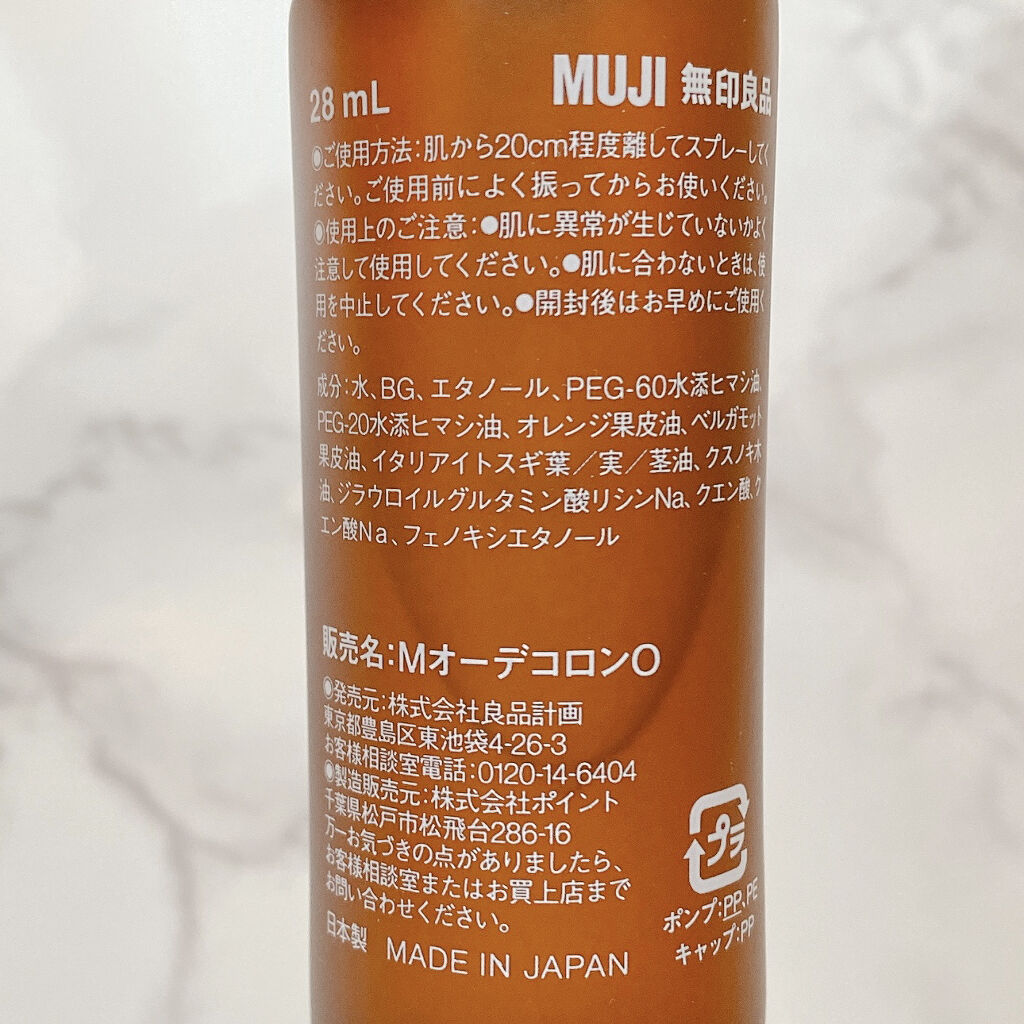 28 mL MUJI 無印良品
◉ご使用方法:肌から20cm程度離してスプレーしてく
ださい。ご使用前によく振ってからお使いください。
◉使用上のご注意:●肌に異常が生じていないかよく
注意して使用してください。●肌に合わないときは、使
用を中止してください。●開封後はお早めにご使用く
ださい。
成分:水、BG、エタノール、PEG-60水添ヒマシ油、
PEG-20水添ヒマシ油、オレンジ果皮油、ベルガモット
果皮油、イタリアイトスギ葉/実/茎油、クスノキ木
油、ジラウロイルグルタミン酸リシンNa、クエン酸、ク
エン酸Na、フェノキシエタノール
販売名:MオーデコロンO
◉発売元:株式会社良品計画
東京都豊島区東池袋4-26-3
お客様相談室電話:0120-14-6404
◉製造販売元:株式会社ポイント
千葉県松戸市松飛台286-16
万一お気づきの点がありましたら、
お客様相談室またはお買上店まで
お問い合わせください。
日本製 MADE IN JAPAN
プラ
ポンプ:PP、PE
キャップ:PP